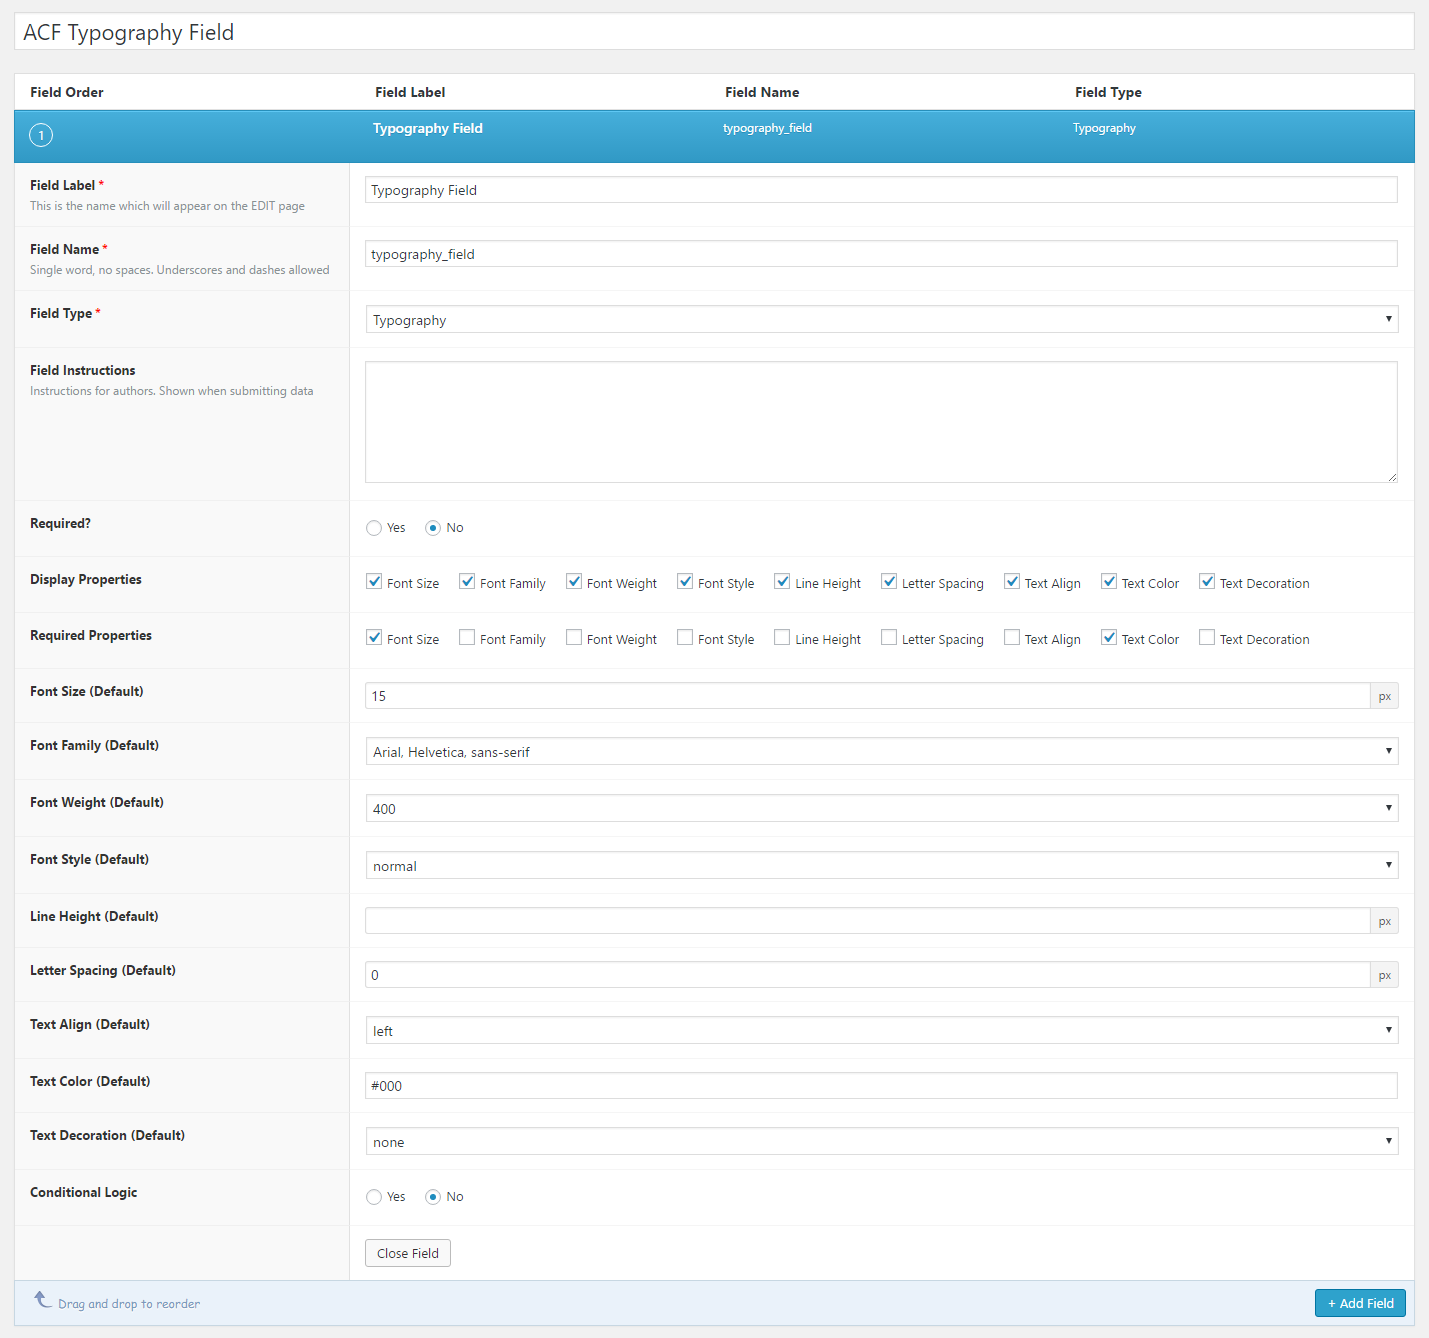 ACF Typography Field
Field Order Field Label Field Name Field Type
1 Typography Field typography_field Typography
Field Label *
This is the name which will appear on the EDIT page
Typography Field
Field Name *
Single word, no spaces. Underscores and dashes allowed
typography_field
Field Type *
Typography
Field Instructions
Instructions for authors. Shown when submitting data
Required?
Yes No
Display Properties
Font Size Font Family Font Weight Font Style Line Height Letter Spacing Text Align Text Color Text Decoration
Required Properties
Font Size Font Family Font Weight Font Style Line Height Letter Spacing Text Align Text Color Text Decoration
Font Size (Default)
15 px
Font Family (Default)
Arial, Helvetica, sans-serif
Font Weight (Default)
400
Font Style (Default)
normal
Line Height (Default)
px
Letter Spacing (Default)
0 px
Text Align (Default)
left
Text Color (Default)
#000
Text Decoration (Default)
none
Conditional Logic
Yes No
Close Field
Drag and drop to reorder
+ Add Field